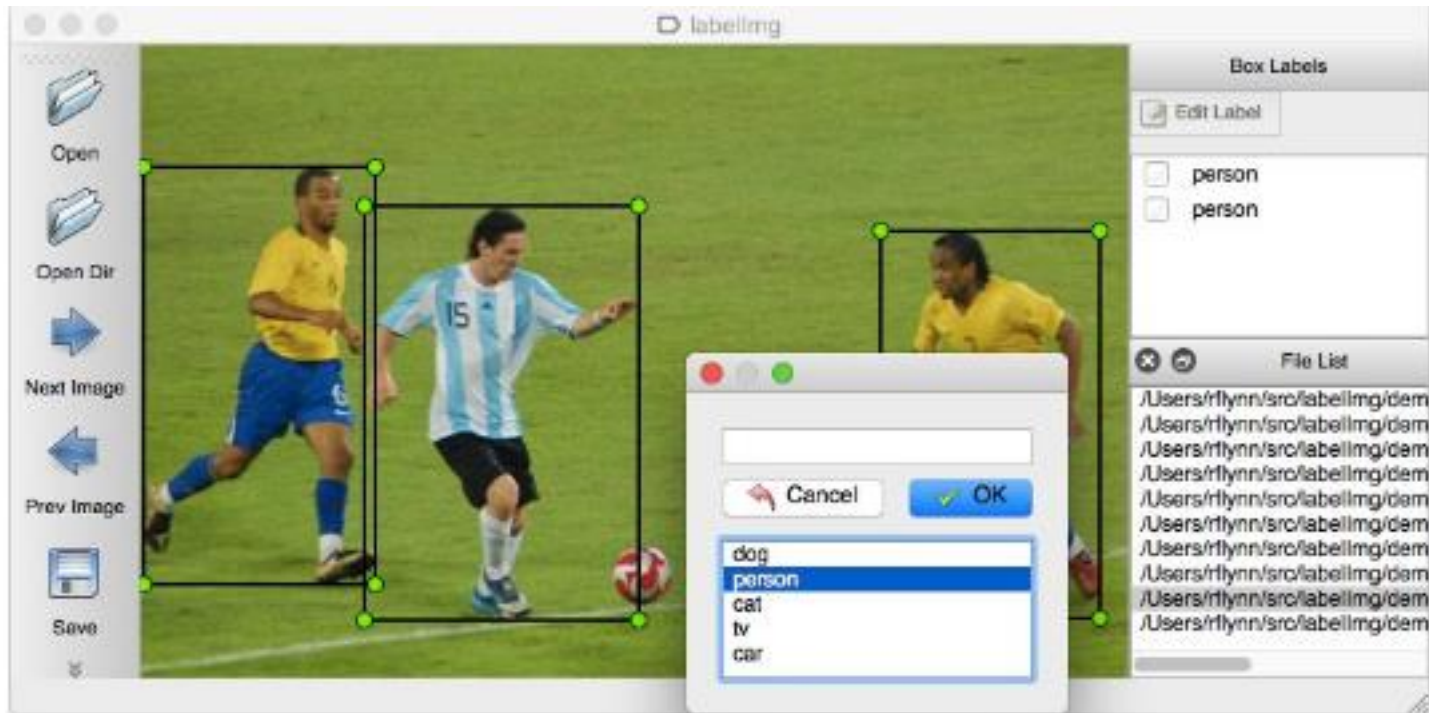 labelImg
Open
Open Dir
Next Image
Prev Image
Save
15
6
Cancel
OK
dog
person
cat
tv
car
Box Labels
Edit Label
person
person
File List
/Users/rflynn/src/labelImg/dem
/Users/rflynn/src/labelImg/dem
/Users/rflynn/src/labelImg/dem
/Users/rflynn/src/labelImg/dem
/Users/rflynn/src/labelImg/dem
/Users/rflynn/src/labelImg/dem
/Users/rflynn/src/labelImg/dem
/Users/rflynn/src/labelImg/dem
/Users/rflynn/src/labelImg/dem
/Users/rflynn/src/labelImg/dem